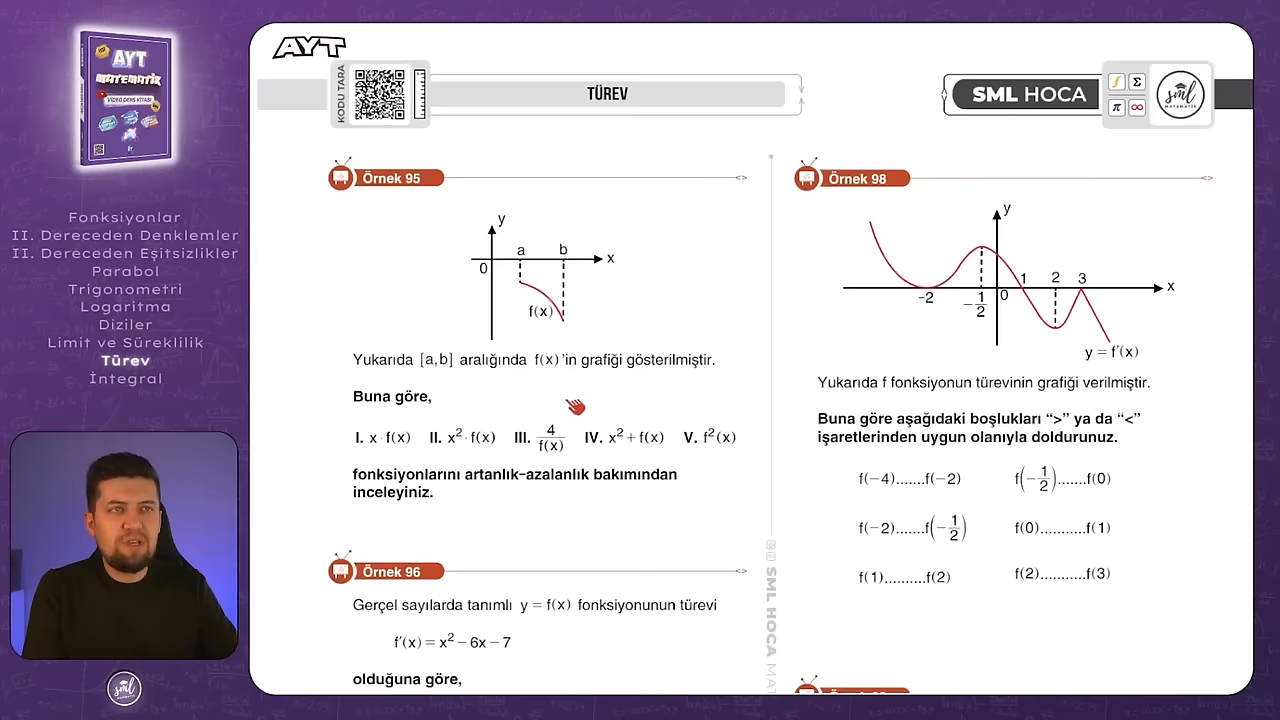 AYT
MATEMATİK
VİDEO DERS KİTABI
Fonksiyonlar
II. Dereceden Denklemler
II. Dereceden Eşitsizlikler
Parabol
Trigonometri
Logaritma
Diziler
Limit ve Süreklilik
Türev
İntegral
sml
AYT
KODU TARA
TÜREV
SML HOCA
f Σ
π ∞
sml
MATEMATİK
Örnek 95
y
a b
x
0
f(x)
Yukarıda [a,b] aralığında f(x)'in grafiği gösterilmiştir.
Buna göre,
I. x · f(x) II. x² · f(x) III. 4/f(x) IV. x² + f(x) V. f²(x)
fonksiyonlarını artanlık–azalanlık bakımından
inceleyiniz.
Örnek 96
Gerçel sayılarda tanımlı y = f(x) fonksiyonunun türevi
f′(x) = x² − 6x − 7
olduğuna göre,
SML HOCA MAT
Örnek 98
y
1 2 3
x
−2 −1/2 0
y = f′(x)
Yukarıda f fonksiyonun türevinin grafiği verilmiştir.
Buna göre aşağıdaki boşlukları “>” ya da “<”
işaretlerinden uygun olanıyla doldurunuz.
f(−4).......f(−2) f(−1/2).......f(0)
f(−2).......f(−1/2) f(0)...........f(1)
f(1)..........f(2) f(2)...........f(3)